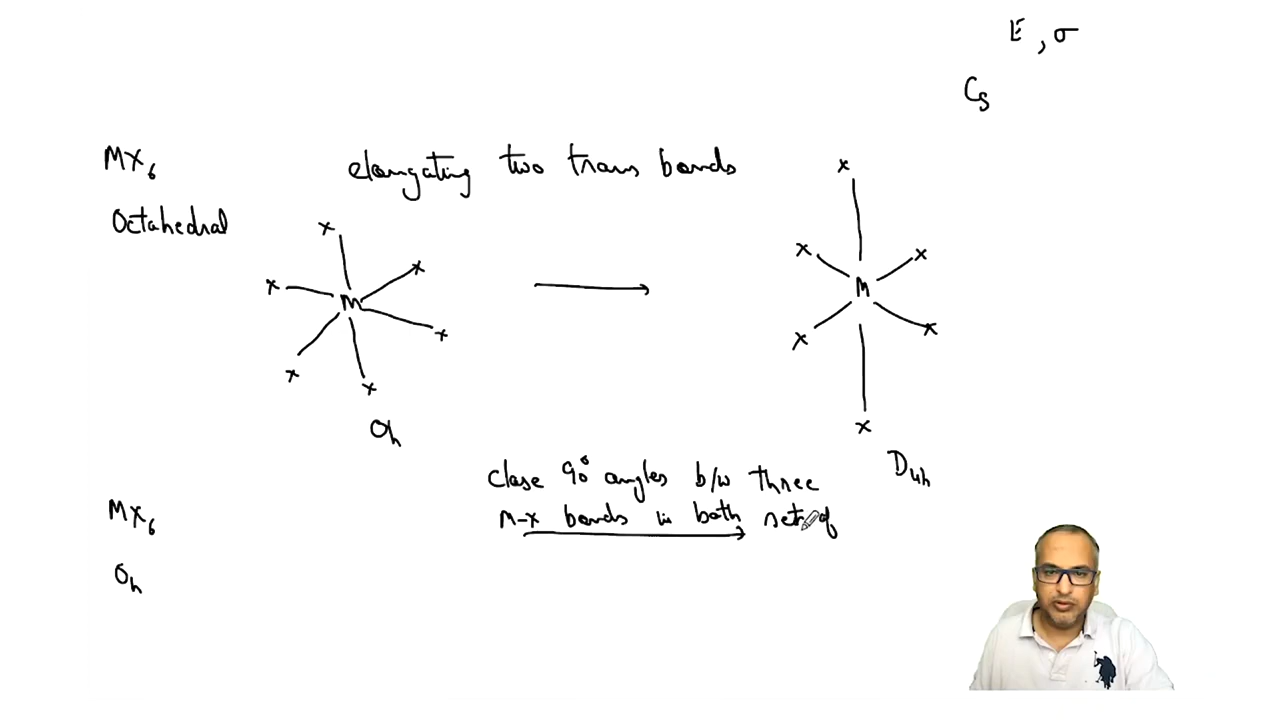 E, σ
Cs
MX6
elongating two trans bonds
Octahedral
x
x
x
M
x
x
x
x
x
x
M
x
x
x
Oh
D4h
MX6
Oh
Close 90° angles b/w three
M-X bonds in both sets of